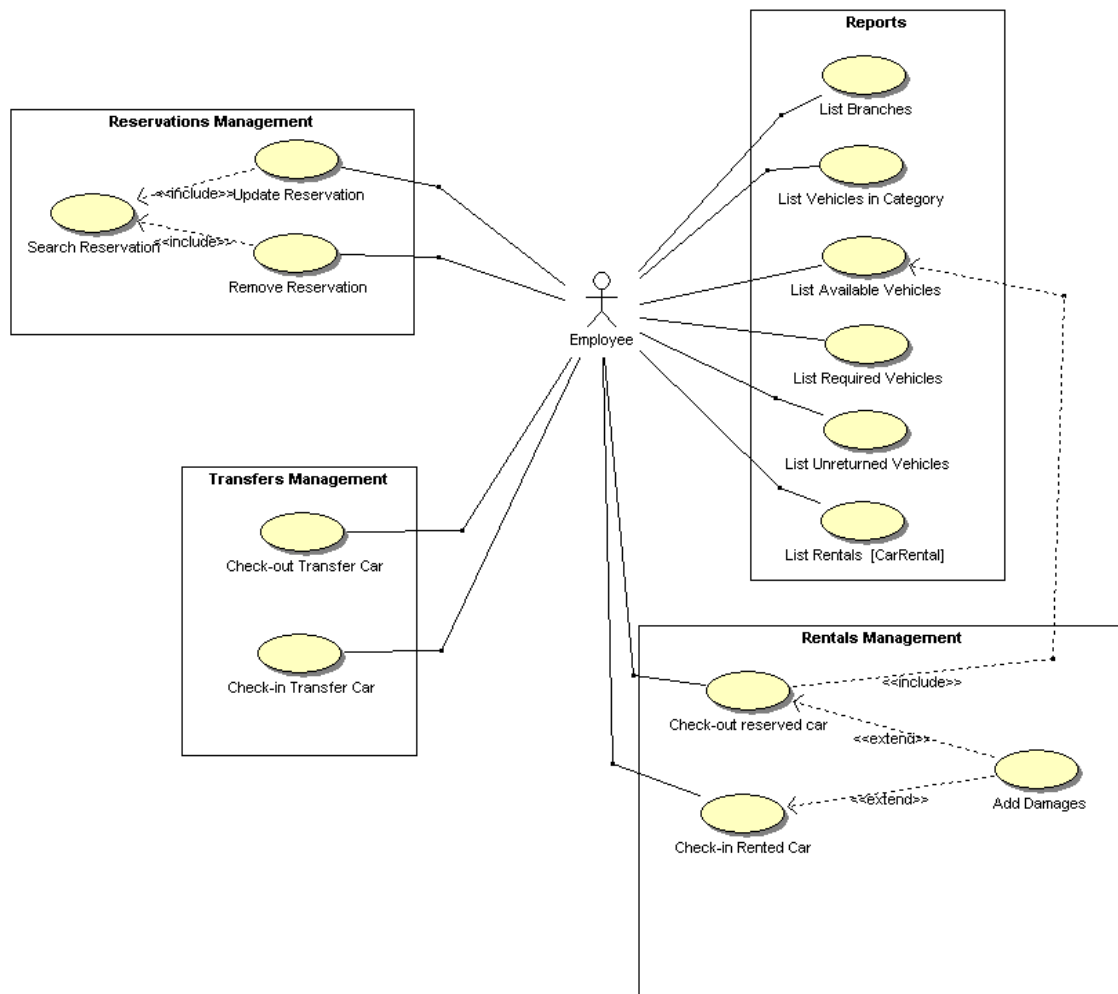 Reports
List Branches
List Vehicles in Category
List Available Vehicles
List Required Vehicles
List Unreturned Vehicles
List Rentals [CarRental]
Reservations Management
<<include>>
Update Reservation
Search Reservation
<<include>>
Remove Reservation
Employee
Transfers Management
Check-out Transfer Car
Check-in Transfer Car
Rentals Management
<<include>>
Check-out reserved car
<<extend>>
<<extend>>
Add Damages
Check-in Rented Car